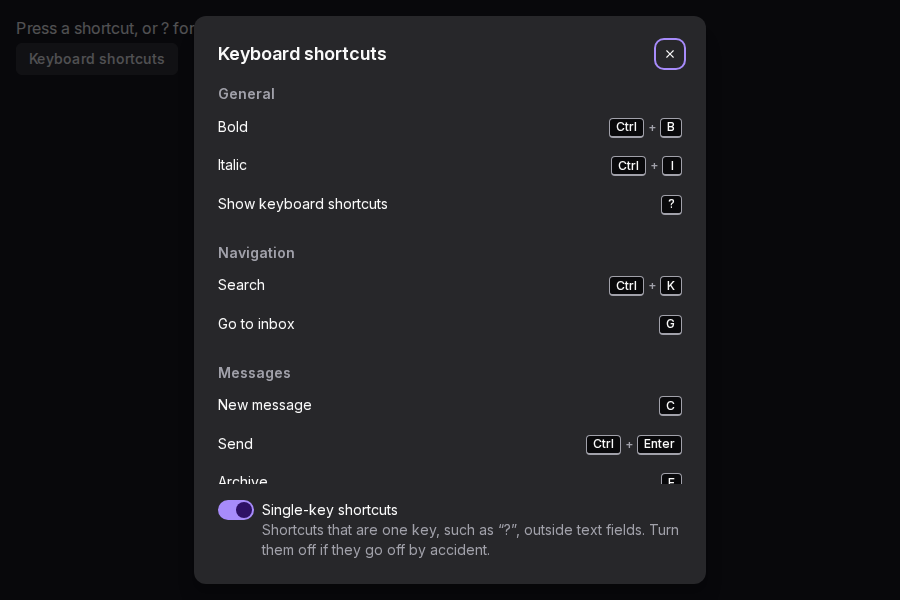 Press a shortcut, or ? for
Keyboard shortcuts
Keyboard shortcuts
General
Bold Ctrl + B
Italic Ctrl + I
Show keyboard shortcuts ?
Navigation
Search Ctrl + K
Go to inbox G
Messages
New message C
Send Ctrl + Enter
Archive
Single-key shortcuts
Shortcuts that are one key, such as “?”, outside text fields. Turn
them off if they go off by accident.